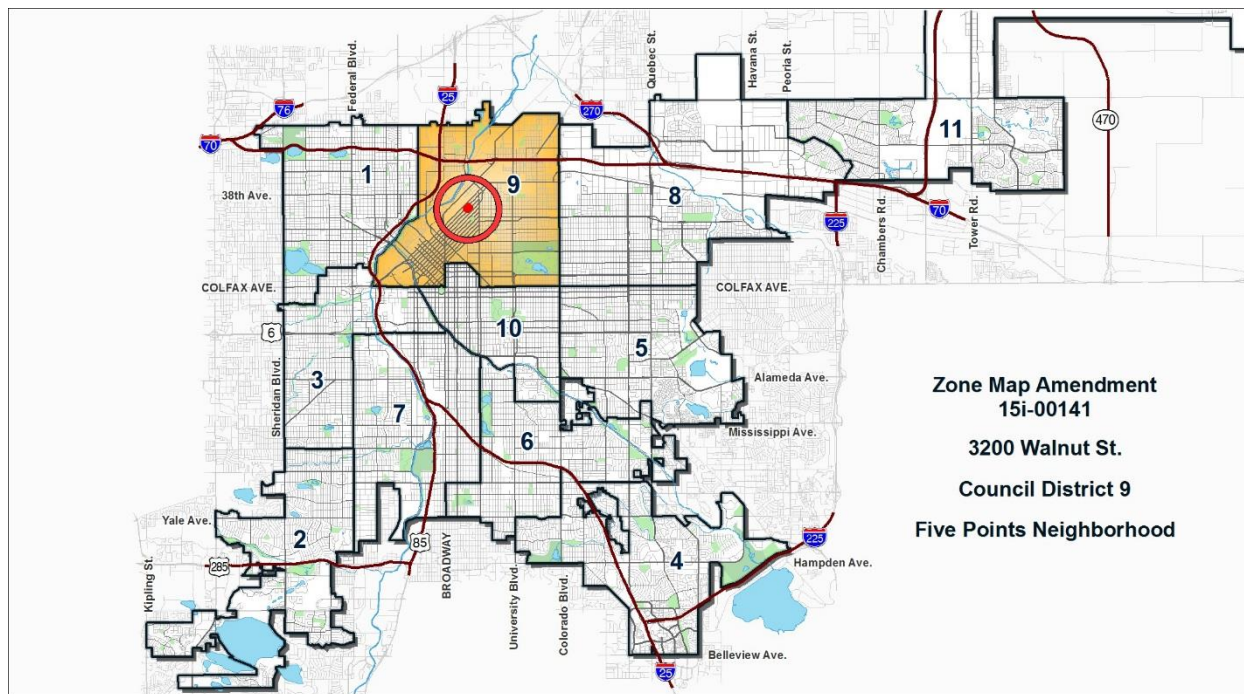 Federal Blvd.
Quebec St.
Havana St.
Peoria St.
76
25
270
470
70
11
1
9
8
38th Ave.
225
70
Chambers Rd.
Tower Rd.
COLFAX AVE.
COLFAX AVE.
6
10
5
3
Sheridan Blvd.
Alameda Ave.
7
Mississippi Ave.
6
Zone Map Amendment
15i-00141
3200 Walnut St.
Council District 9
Five Points Neighborhood
Yale Ave.
2
85
BROADWAY
4
225
285
Hampden Ave.
Kipling St.
University Blvd.
Colorado Blvd.
Belleview Ave.
25